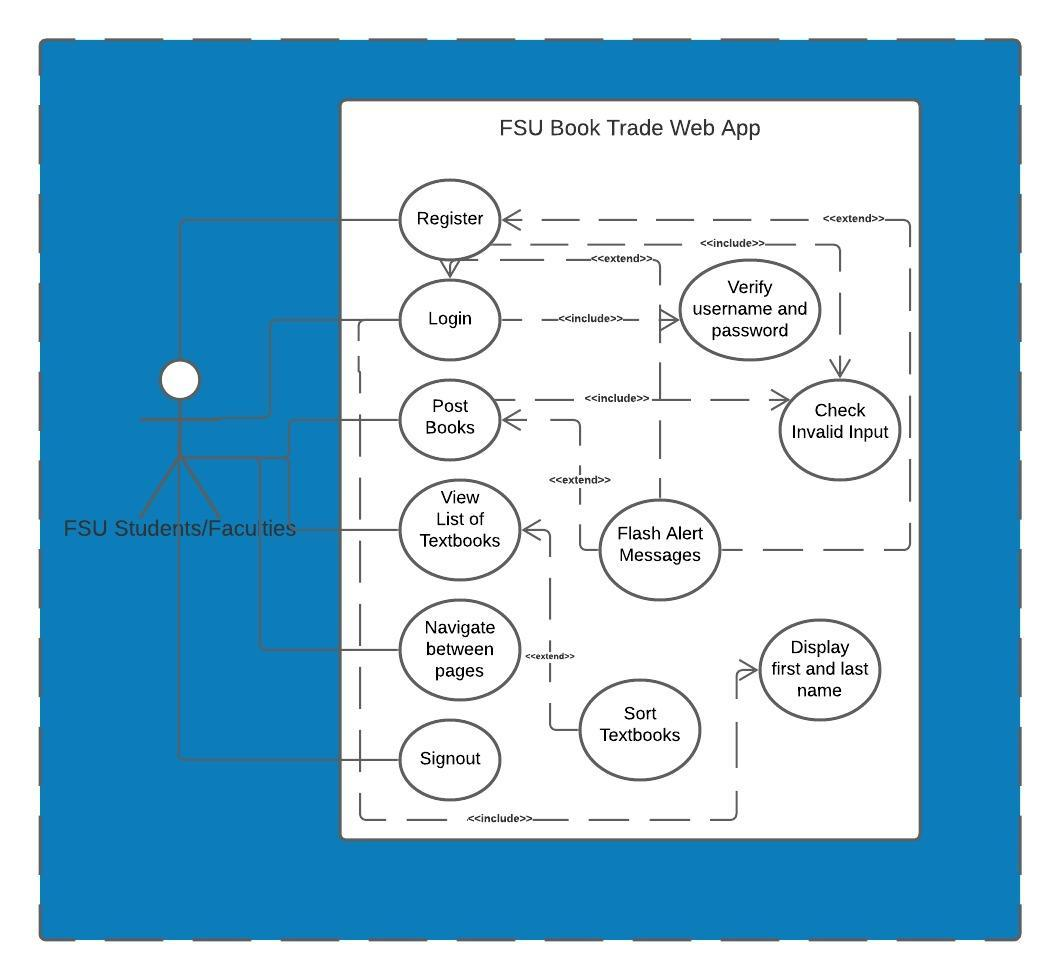 FSU Book Trade Web App
Register
<<extend>>
<<include>>
<<extend>>
Verify
username and
password
Login
<<include>>
Post
Books
<<include>>
Check
Invalid Input
<<extend>>
View
List of
Textbooks
FSU Students/Faculties
Flash Alert
Messages
Navigate
between
pages
<<extend>>
Display
first and last
name
Sort
Textbooks
Signout
<<include>>